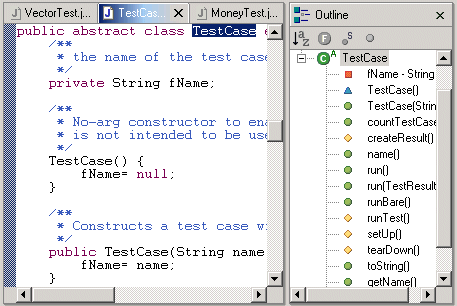 VectorTest.j...
TestCas...
MoneyTest.j...
public abstract class TestCase e
/**
* the name of the test case
*/
private String fName;
/**
* No-arg constructor to ena
* is not intended to be use
*/
TestCase() {
fName= null;
}
/**
* Constructs a test case wi
*/
public TestCase(String name
fName= name;
}
Outline
TestCase
fName - String
TestCase()
TestCase(Strin
countTestCase
createResult()
name()
run()
run(TestResult
runBare()
runTest()
setUp()
tearDown()
toString()
getName()